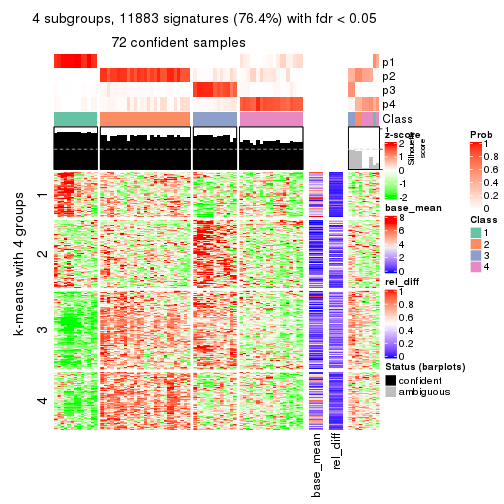 4 subgroups, 11883 signatures (76.4%) with fdr < 0.05
72 confident samples
p1
p2
p3
p4
Class
1
Silhouette
score
k-means with 4 groups
1
2
3
4
base_mean
rel_diff
z-score
2
1
0
-1
-2
base_mean
8
6
4
2
0
rel_diff
1
0.8
0.6
0.4
0.2
0
Status (barplots)
confident
ambiguous
Prob
1
0.8
0.6
0.4
0.2
0
Class
1
2
3
4